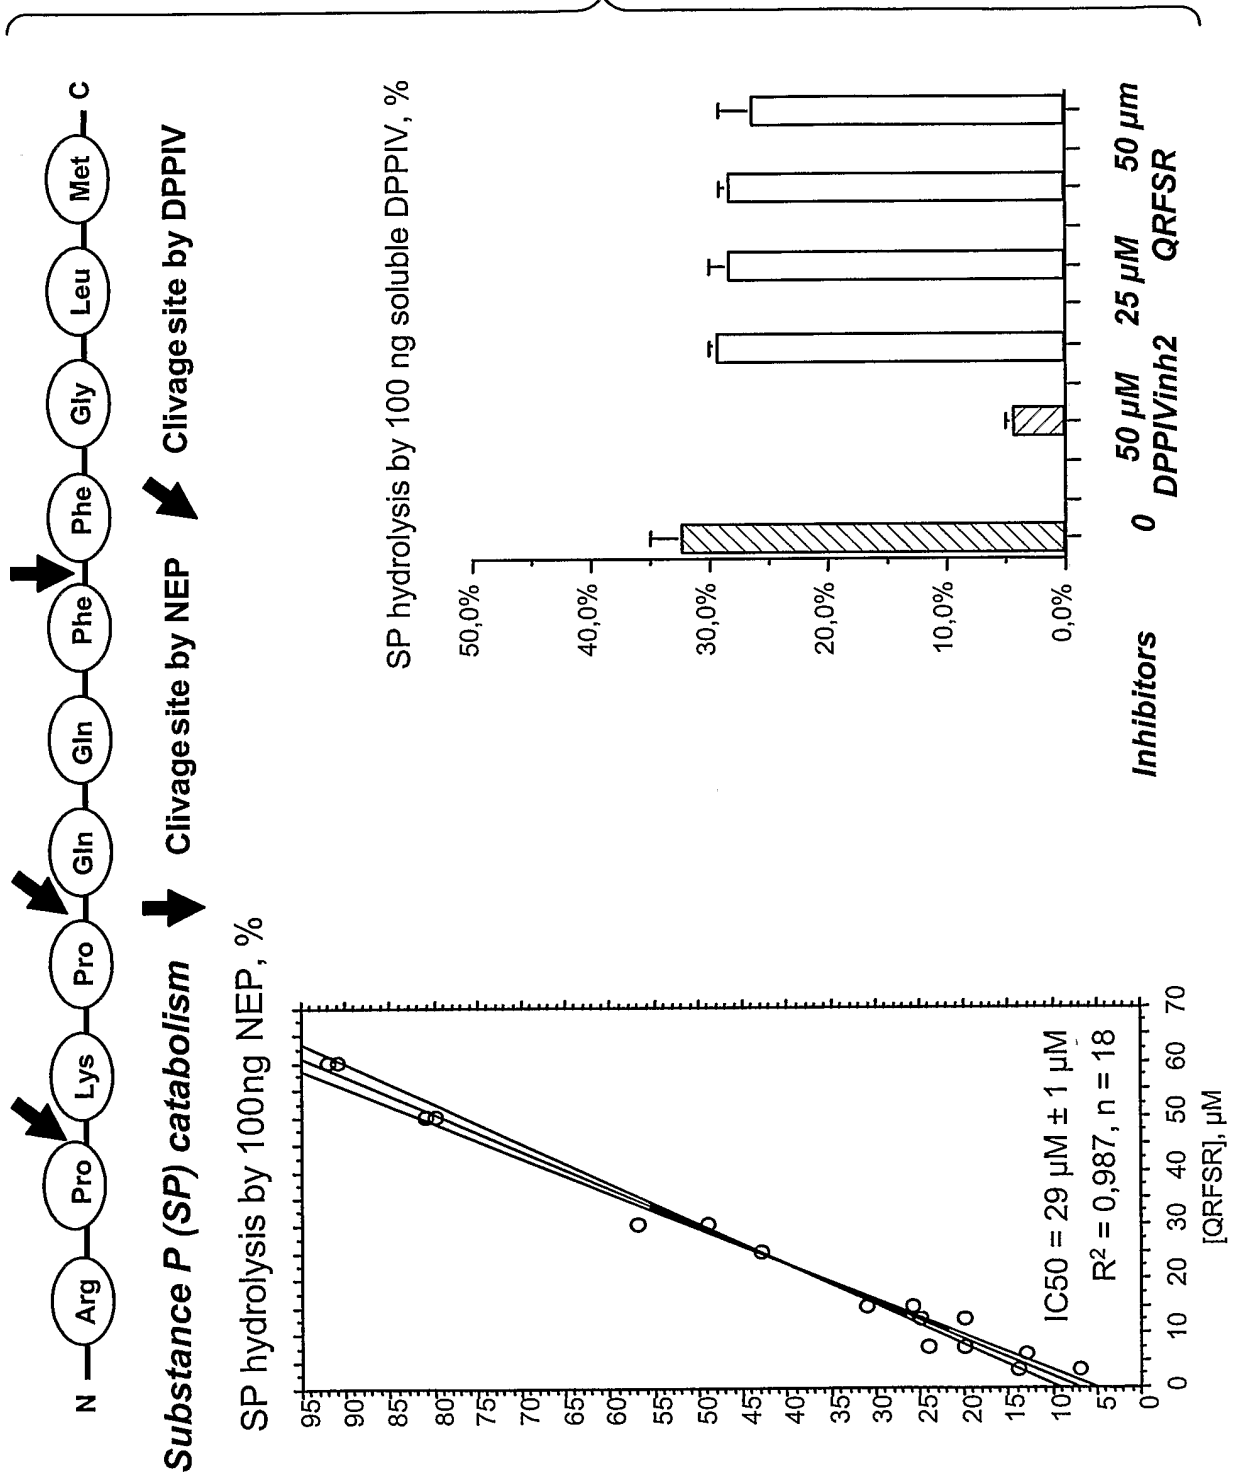 N Arg Pro Lys Pro Gln Gln Phe Phe Gly Leu Met C
Substance P (SP) catabolism Clivage site by NEP Clivage site by DPPIV
SP hydrolysis by 100ng NEP, %
95
90
85
80
75
70
65
60
55
50
45
40
35
30
25
20
15
10
5
0
IC50 = 29 µM ± 1 µM
R² = 0,987, n = 18
0 10 20 30 40 50 60 70
[QRFSR], µM
SP hydrolysis by 100 ng soluble DPPIV, %
50,0%
40,0%
30,0%
20,0%
10,0%
0,0%
Inhibitors 0 50 µM 25 µM 50 µm
DPPIVinh2 QRFSR